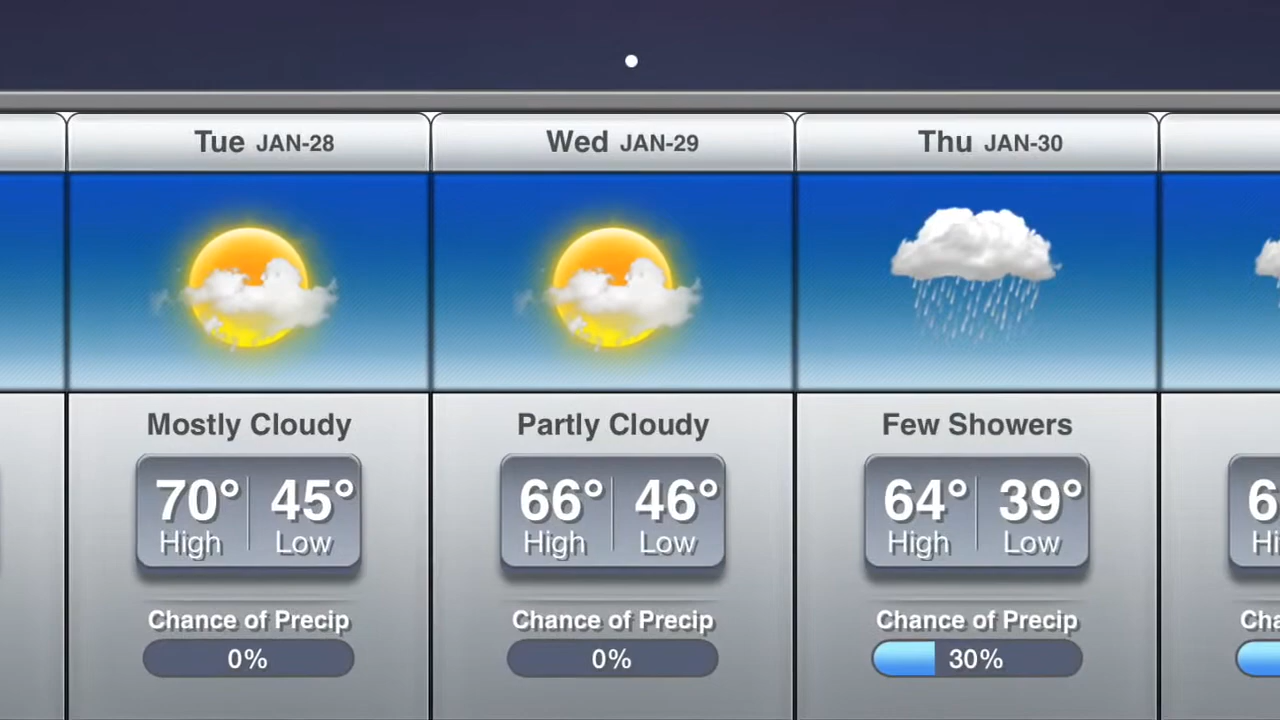 Tue JAN-28
Wed JAN-29
Thu JAN-30
Mostly Cloudy
Partly Cloudy
Few Showers
70° 45°
High Low
66° 46°
High Low
64° 39°
High Low
Chance of Precip
0%
Chance of Precip
0%
Chance of Precip
30%